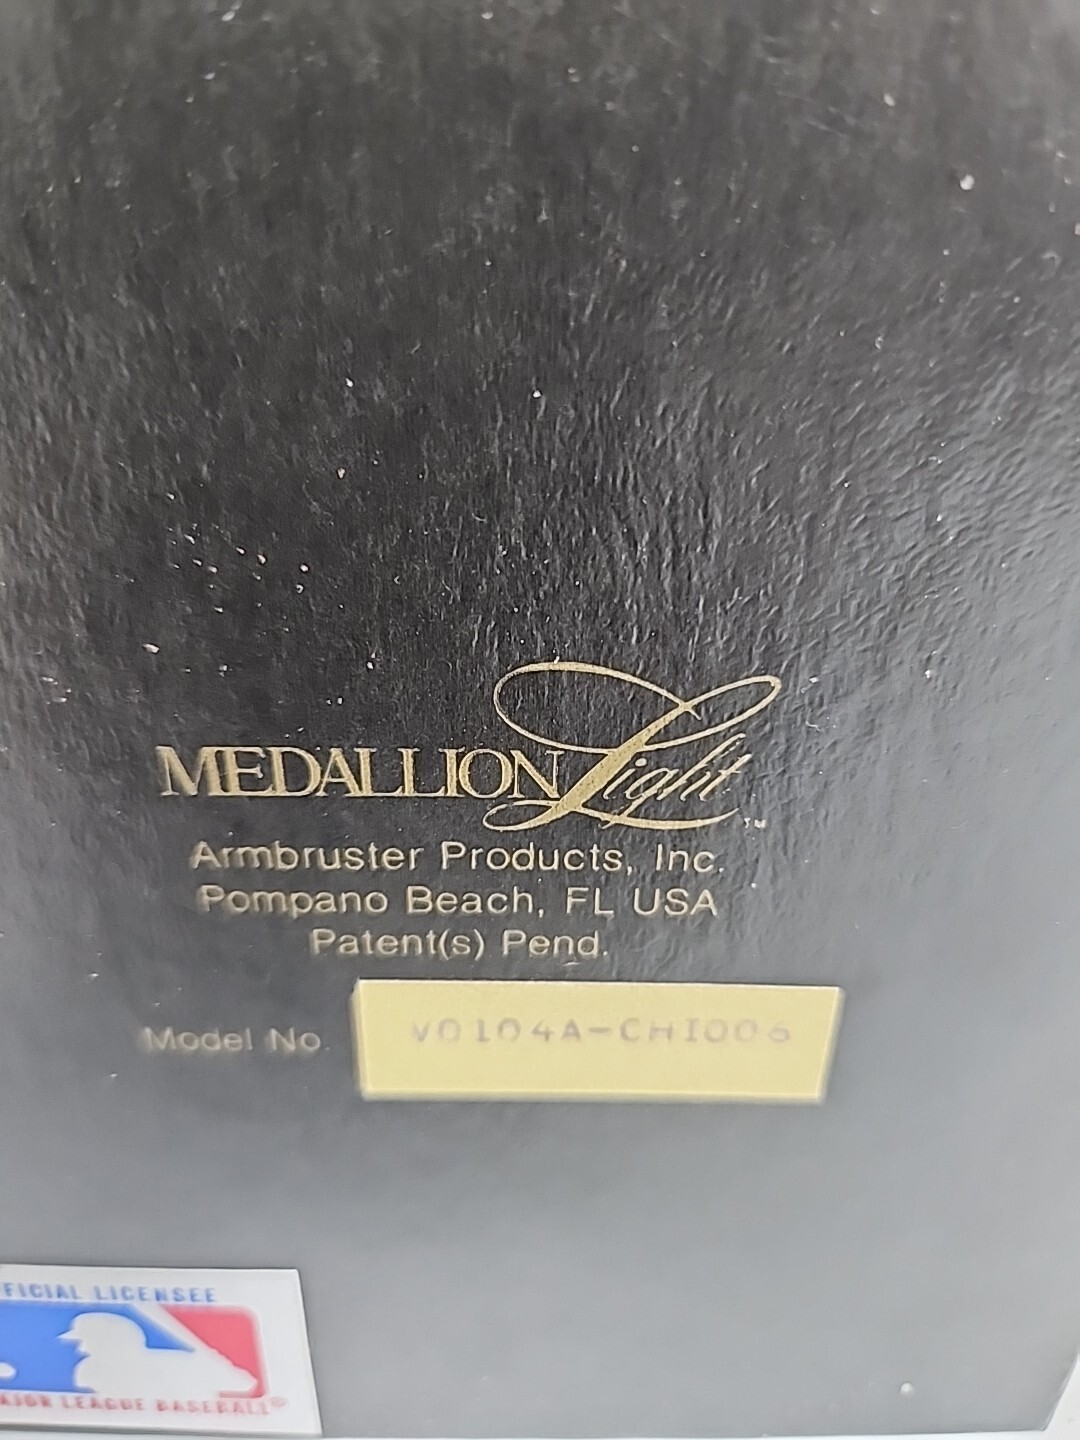 MEDALLION Light ™
Armbruster Products, Inc.
Pompano Beach, FL USA
Patent(s) Pend.
Model No. V0104A-CHI006
FICIAL LICENSEE
AJOR LEAGUE BASEBALL®